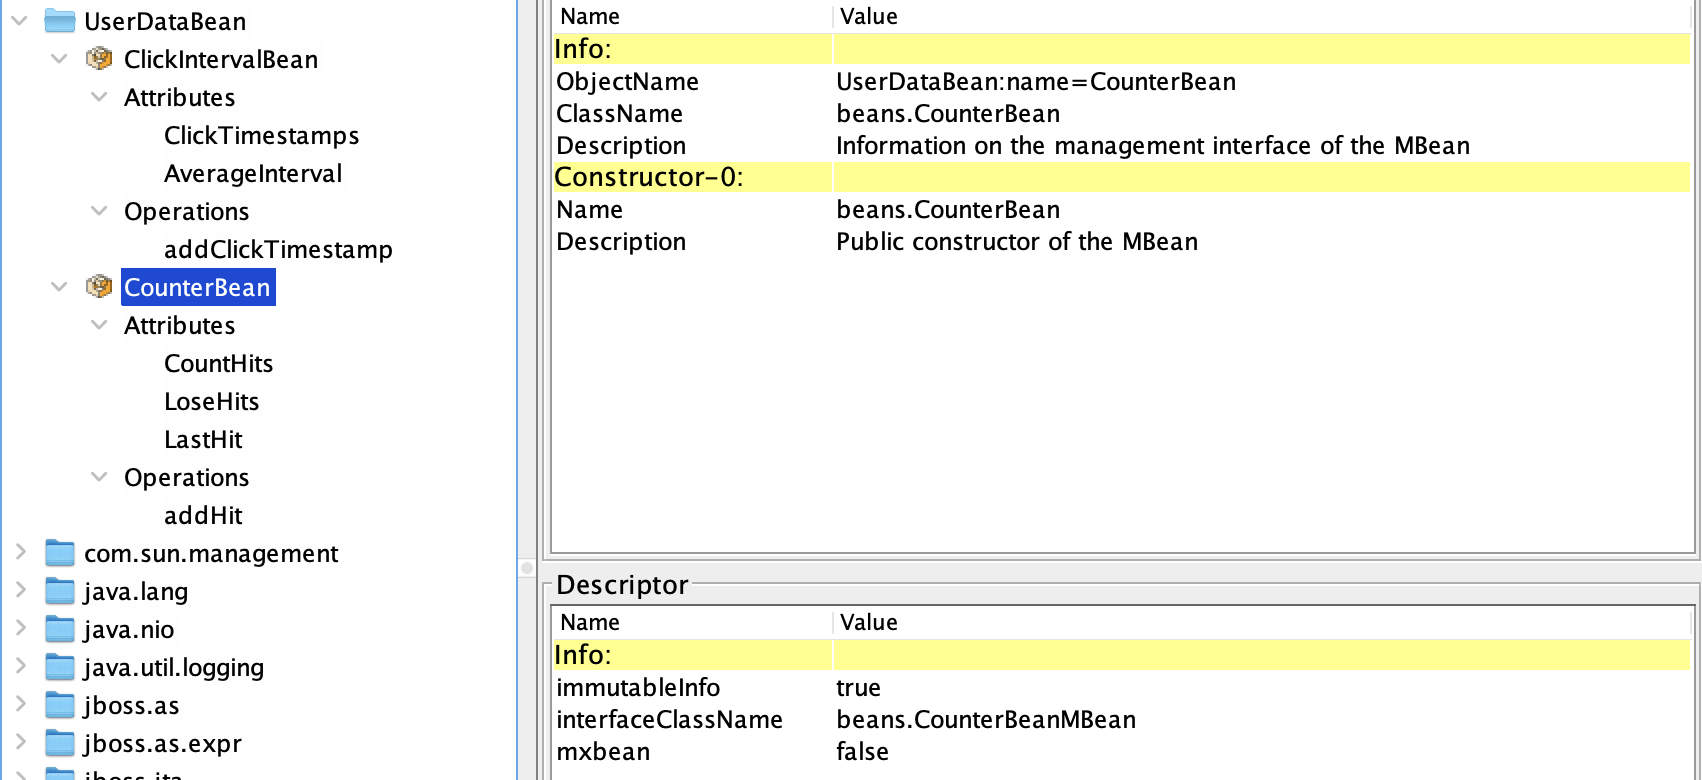 UserDataBean
ClickIntervalBean
Attributes
ClickTimestamps
AverageInterval
Operations
addClickTimestamp
CounterBean
Attributes
CountHits
LoseHits
LastHit
Operations
addHit
com.sun.management
java.lang
java.nio
java.util.logging
jboss.as
jboss.as.expr
jboss.jta
Name Value
Info:
ObjectName UserDataBean:name=CounterBean
ClassName beans.CounterBean
Description Information on the management interface of the MBean
Constructor-0:
Name beans.CounterBean
Description Public constructor of the MBean
Descriptor
Name Value
Info:
immutableInfo true
interfaceClassName beans.CounterBeanMBean
mxbean false